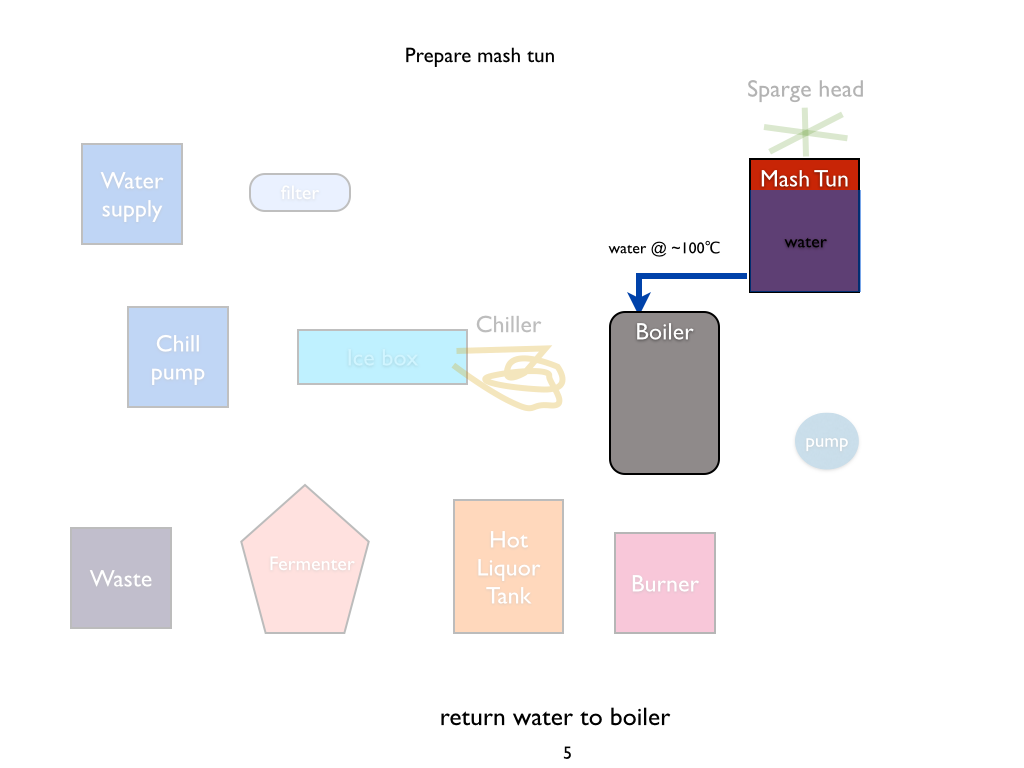 Prepare mash tun
Sparge head
Mash Tun
water
Water
supply
filter
water @ ~100°C
Chill
pump
Ice box
Chiller
Boiler
pump
Waste
Fermenter
Hot
Liquor
Tank
Burner
return water to boiler
5